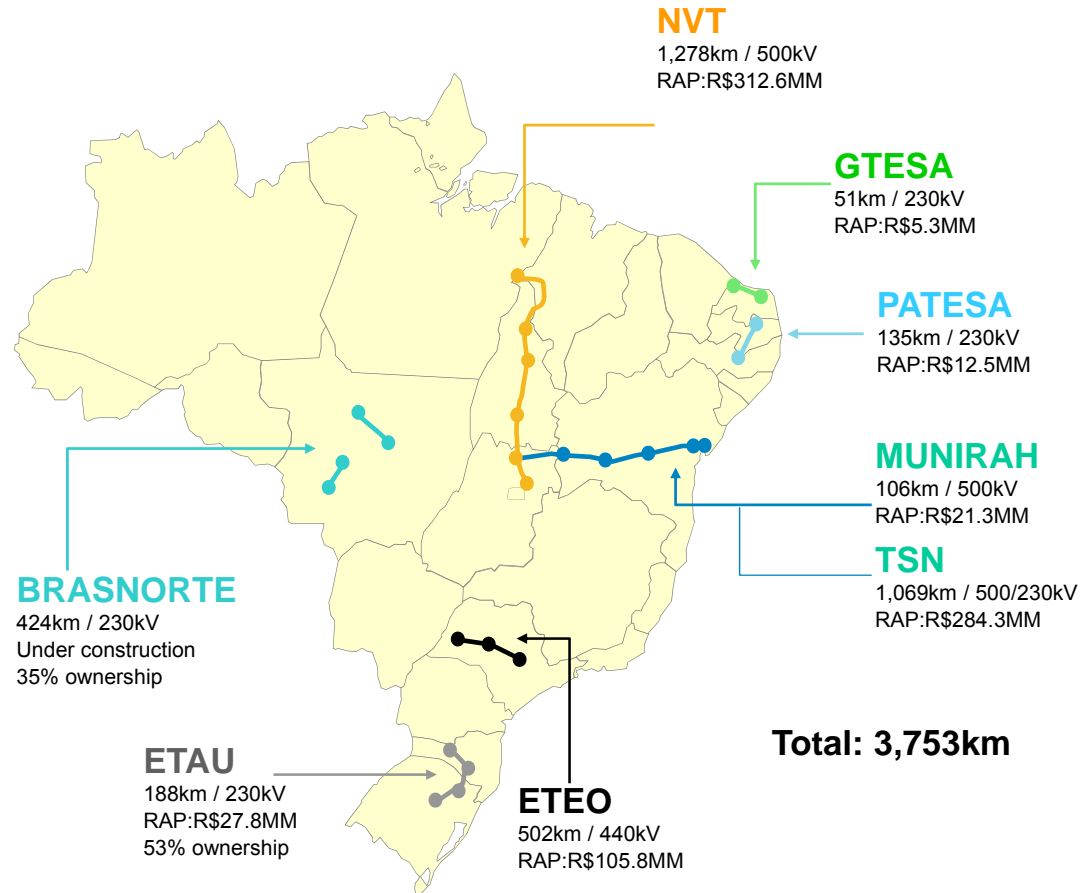 NVT
1,278km / 500kV
RAP:R$312.6MM
GTESA
51km / 230kV
RAP:R$5.3MM
PATESA
135km / 230kV
RAP:R$12.5MM
MUNIRAH
106km / 500kV
RAP:R$21.3MM
TSN
1,069km / 500/230kV
RAP:R$284.3MM
BRASNORTE
424km / 230kV
Under construction
35% ownership
ETAU
188km / 230kV
RAP:R$27.8MM
53% ownership
ETEO
502km / 440kV
RAP:R$105.8MM
Total: 3,753km